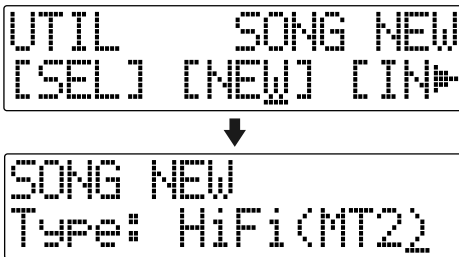 UTIL SONG NEW
[SEL] [NEW] [IN▶
SONG NEW
Type: HiFi(MT2)